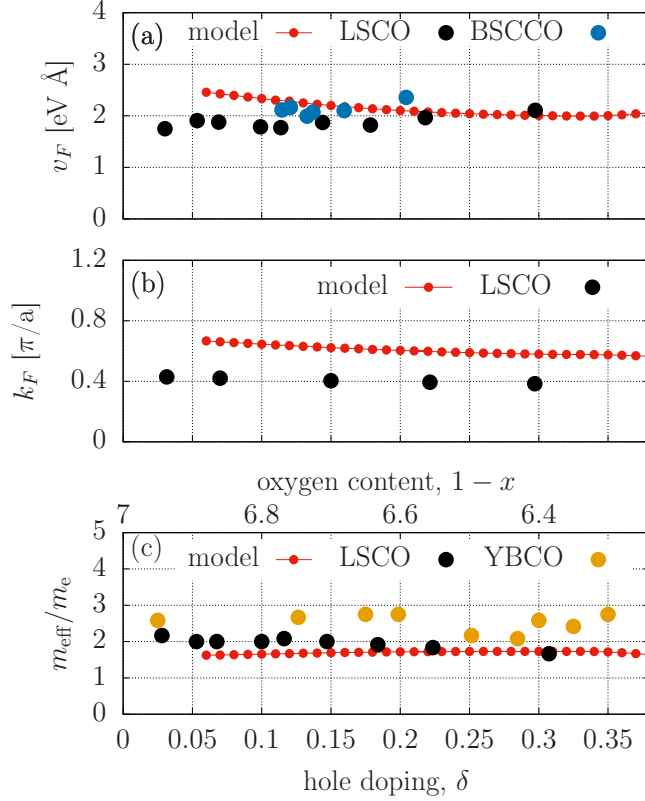 (a) model LSCO BSCCO
4
3
2
1
0
v_F [eV Å]
(b) model LSCO
1.2
0.8
0.4
0
k_F [π/a]
oxygen content, 1 − x
7 6.8 6.6 6.4
(c) model LSCO YBCO
5
4
3
2
1
0
m_eff/m_e
0 0.05 0.1 0.15 0.2 0.25 0.3 0.35
hole doping, δ